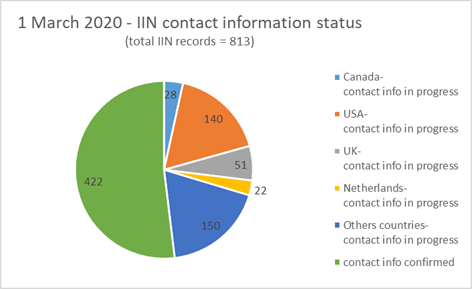 1 March 2020 - IIN contact information status
(total IIN records = 813)
28
140
51
22
150
422
Canada-
contact info in progress
USA-
contact info in progress
UK-
contact info in progress
Netherlands-
contact info in progress
Others countries-
contact info in progress
contact info confirmed